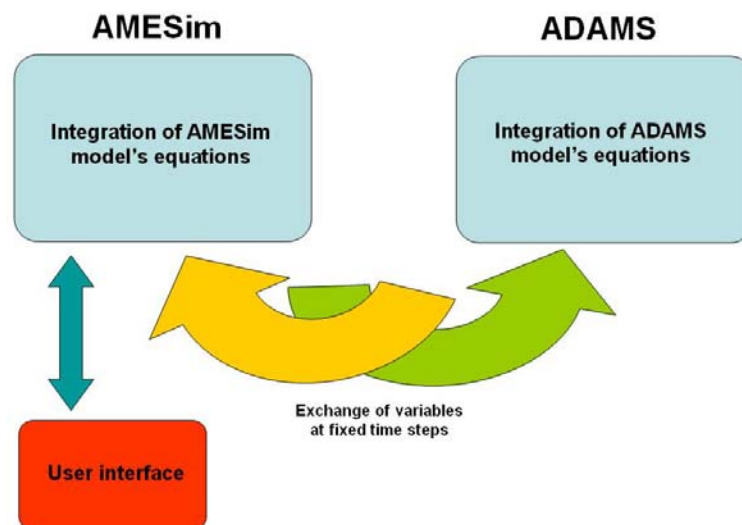 AMESim
ADAMS
Integration of AMESim
model's equations
Integration of ADAMS
model's equations
Exchange of variables
at fixed time steps
User interface